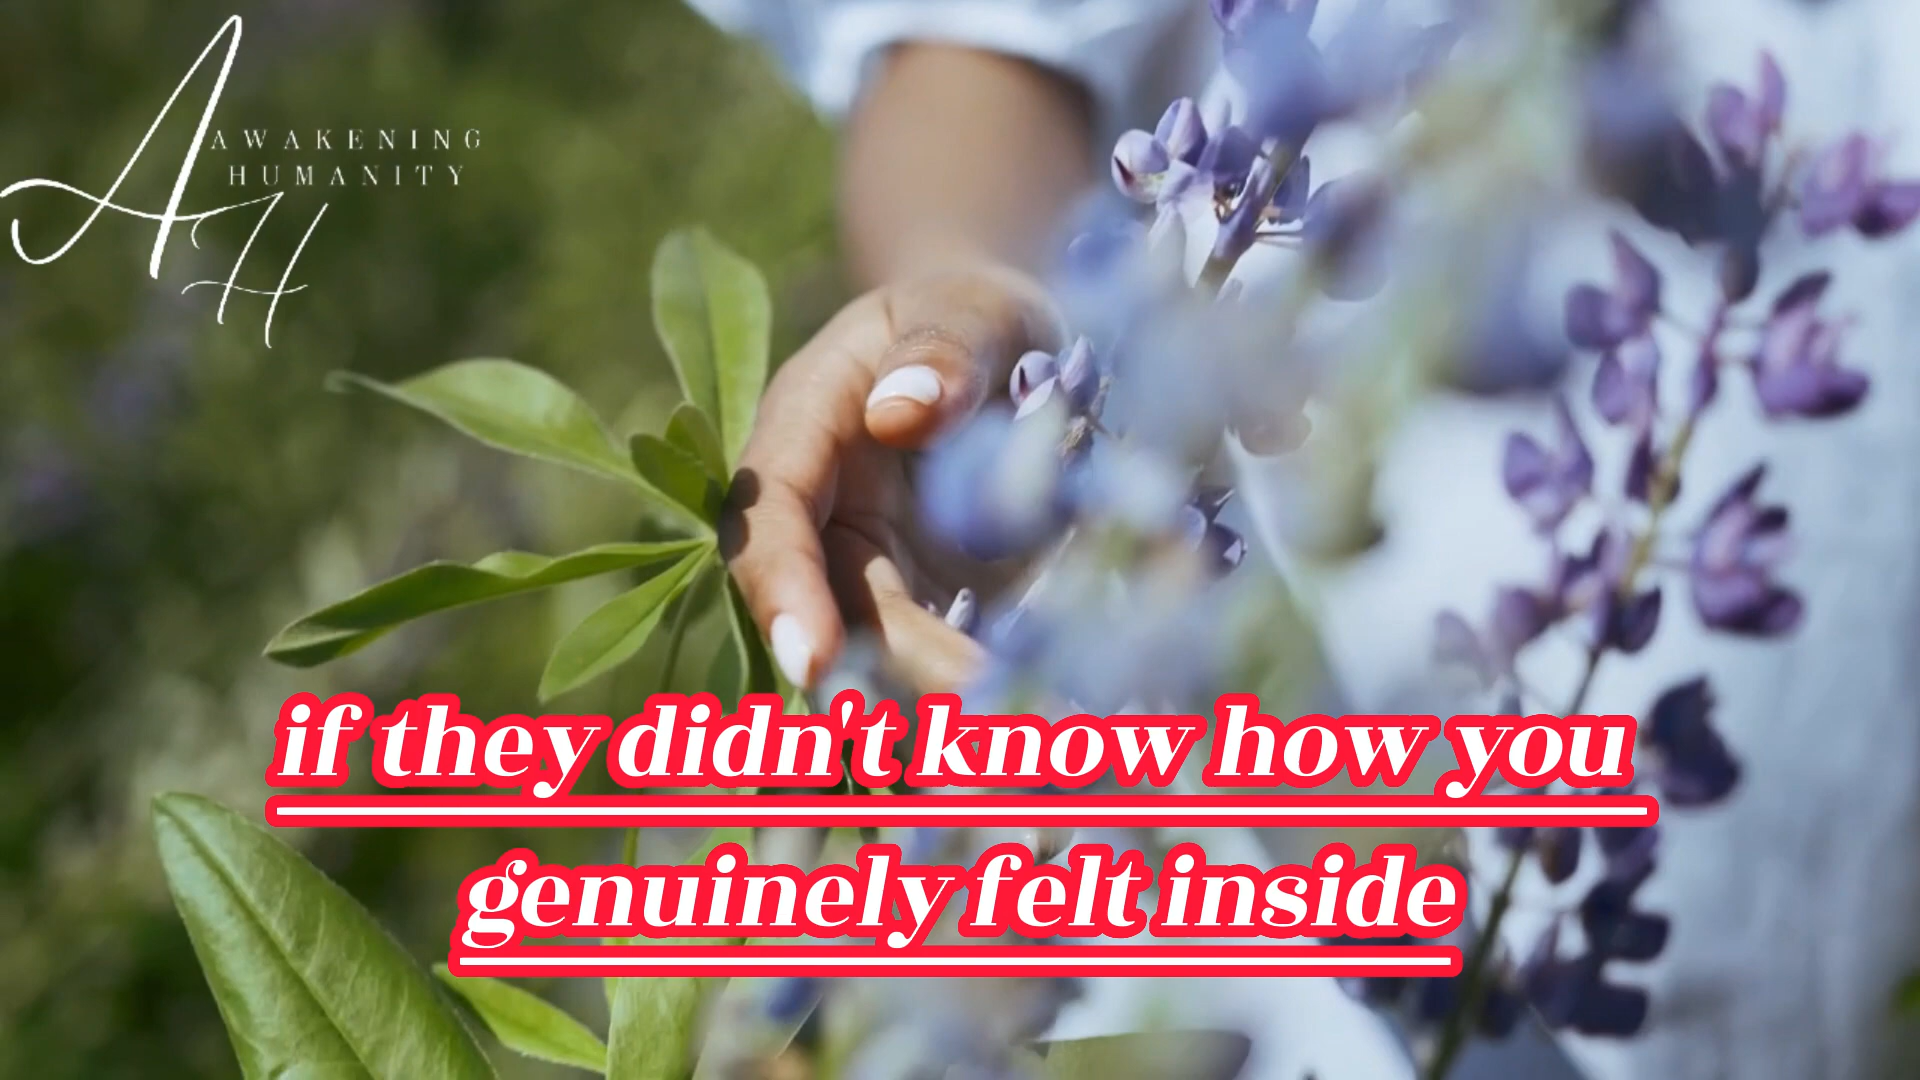 AH
AWAKENING
HUMANITY
if they didn't know how you
genuinely felt inside